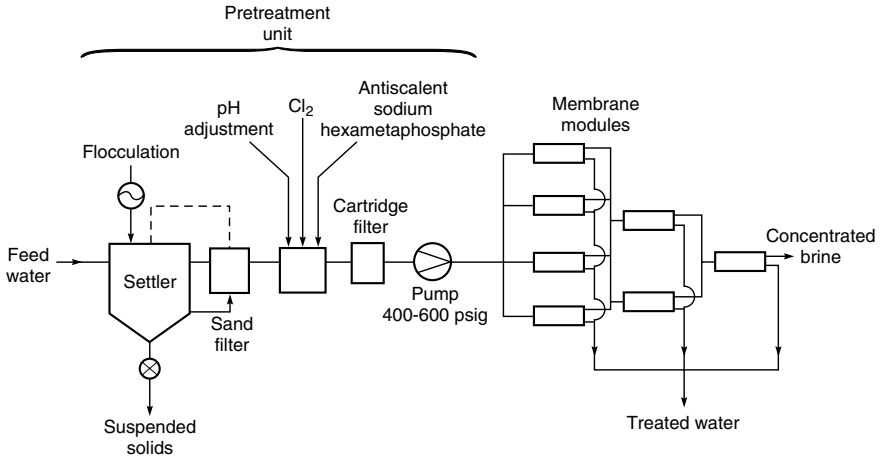 Pretreatment
unit
Flocculation
pH
adjustment
Cl2
Antiscalent
sodium
hexametaphosphate
Membrane
modules
Cartridge
filter
Feed
water
Settler
Sand
filter
Pump
400-600 psig
Concentrated
brine
Suspended
solids
Treated water